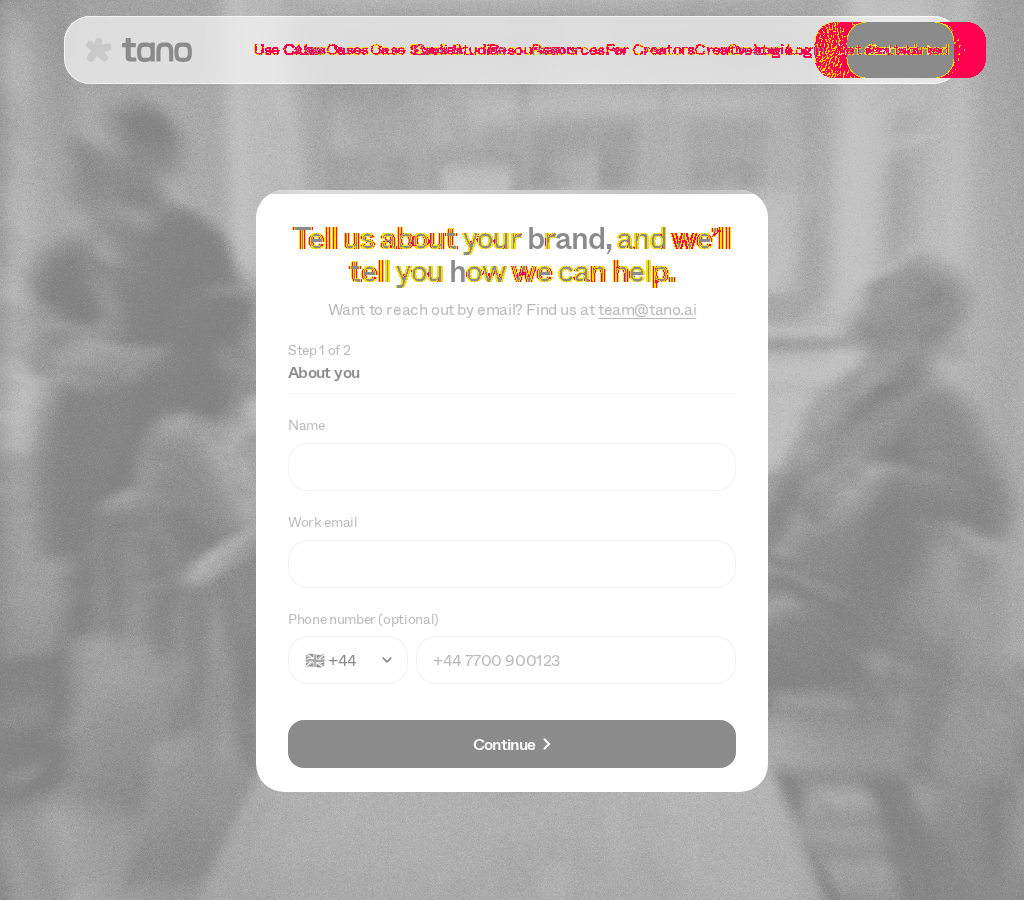 tano
Tell us about your brand, and we'll
tell you how we can help.
Want to reach out by email? Find us at team@tano.ai
Step 1 of 2
About you
Name
Work email
Phone number (optional)
🇬🇧 +44
+44 7700 900123
Continue